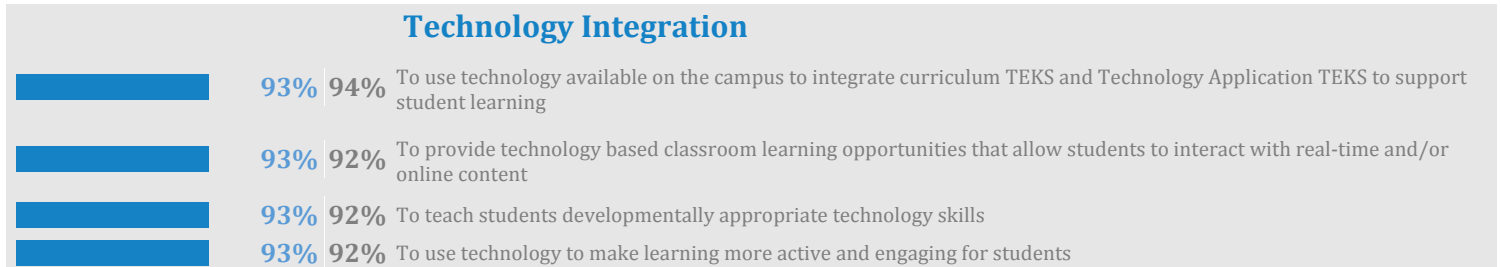 Technology Integration
93% 94% To use technology available on the campus to integrate curriculum TEKS and Technology Application TEKS to support
student learning
93% 92% To provide technology based classroom learning opportunities that allow students to interact with real-time and/or
online content
93% 92% To teach students developmentally appropriate technology skills
93% 92% To use technology to make learning more active and engaging for students